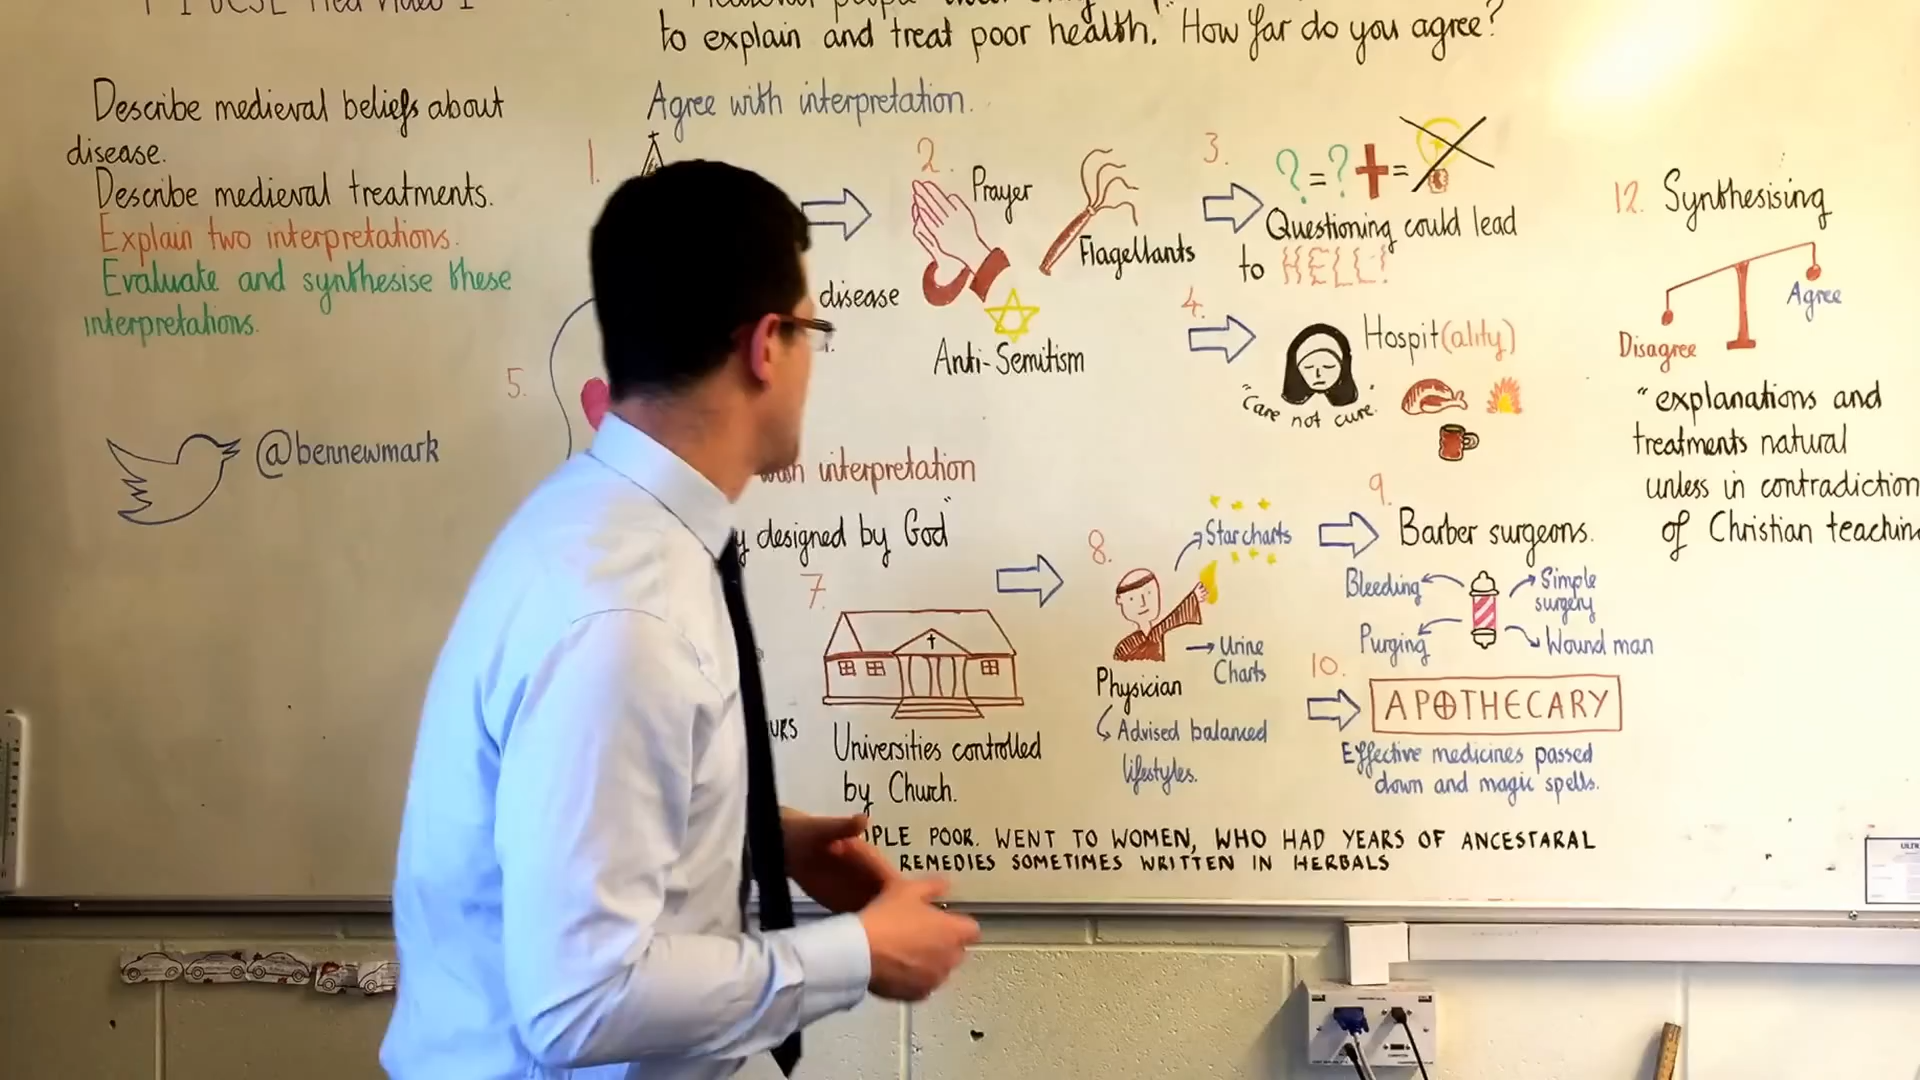 to explain and treat poor health." How far do you agree?
Describe medieval beliefs about
disease.
Describe medieval treatments.
Explain two interpretations.
Evaluate and synthesise these
interpretations.
@bennewmark
Agree with interpretation.
1.
disease
2.
Prayer
Flagellants
Anti-Semitism
3.
? = ? + =
Questioning could lead
to HELL!
4.
Hospit(ality)
"Care not cure."
5.
with interpretation
designed by God"
7.
Universities controlled
by Church.
8.
Star charts
Urine
Charts
Physician
Advised balanced
lifestyles.
9.
Barber surgeons.
Bleeding
Simple
surgery
Purging
Wound man
10.
APOTHECARY
Effective medicines passed
down and magic spells.
POOR. WENT TO WOMEN, WHO HAD YEARS OF ANCESTARAL
REMEDIES SOMETIMES WRITTEN IN HERBALS
12. Synthesising
Agree
Disagree
"explanations and
treatments natural
unless in contradiction
of Christian